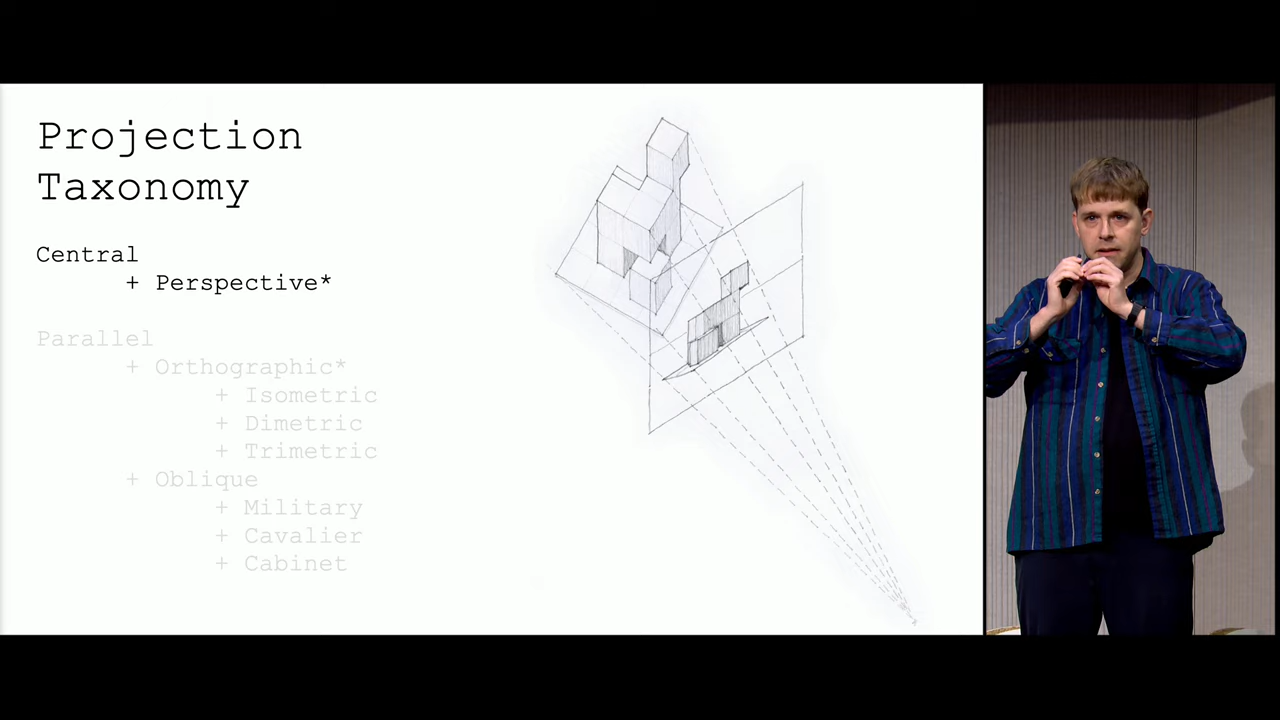 Projection
Taxonomy
Central
+ Perspective*
Parallel
+ Orthographic*
+ Isometric
+ Dimetric
+ Trimetric
+ Oblique
+ Military
+ Cavalier
+ Cabinet